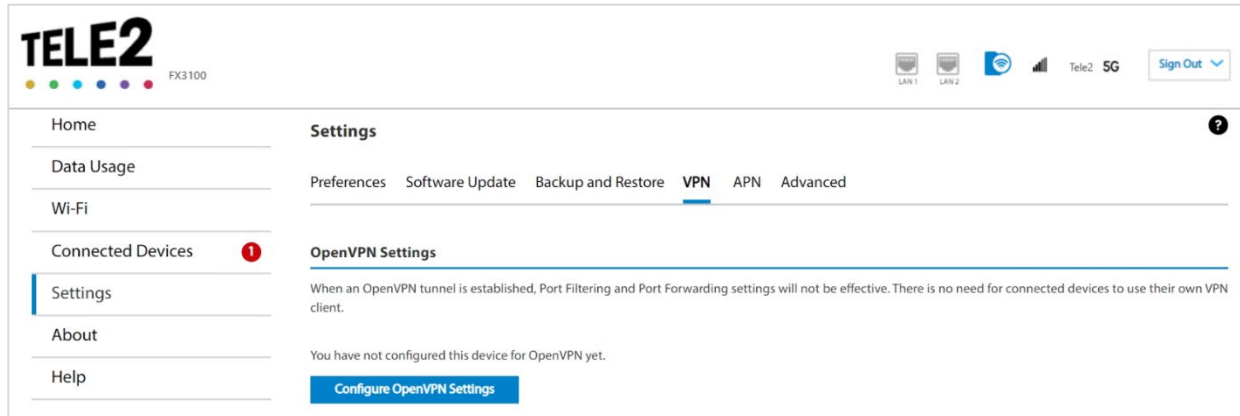 TELE2
FX3100
LAN 1
LAN 2
Tele2 5G
Sign Out
Home
Data Usage
Wi-Fi
Connected Devices 1
Settings
About
Help
Settings
?
Preferences Software Update Backup and Restore VPN APN Advanced
OpenVPN Settings
When an OpenVPN tunnel is established, Port Filtering and Port Forwarding settings will not be effective. There is no need for connected devices to use their own VPN
client.
You have not configured this device for OpenVPN yet.
Configure OpenVPN Settings